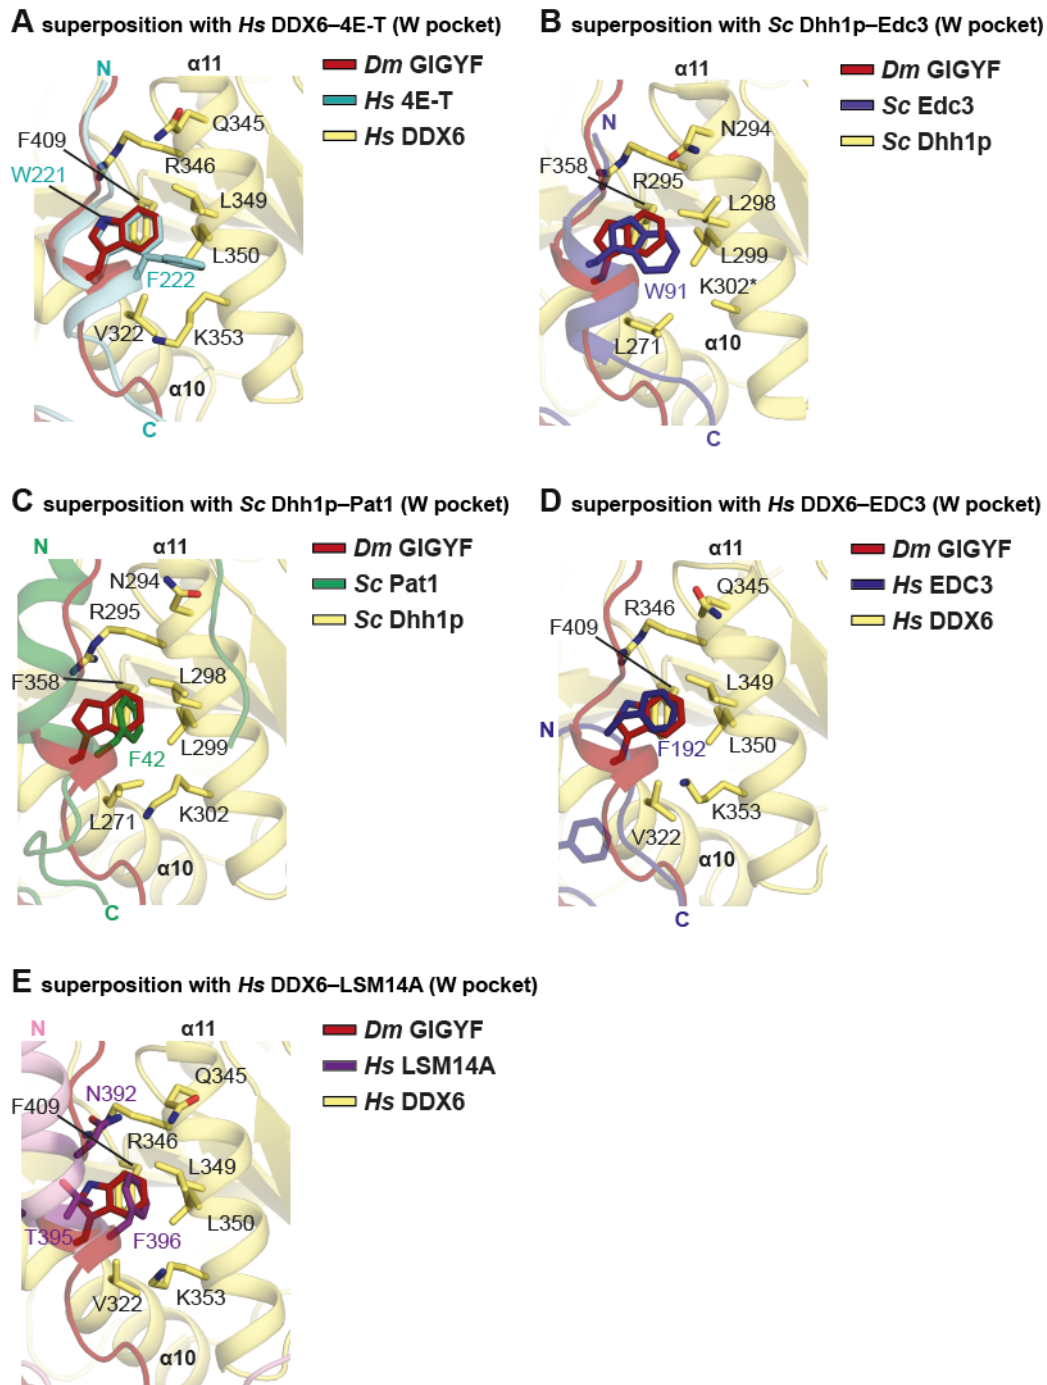 A superposition with Hs DDX6–4E-T (W pocket)
N
α11
Dm GIGYF
Hs 4E-T
Hs DDX6
Q345
F409
R346
W221
L349
L350
F222
V322
K353
α10
C
B superposition with Sc Dhh1p–Edc3 (W pocket)
α11
Dm GIGYF
Sc Edc3
Sc Dhh1p
N
N294
F358
R295
L298
L299
K302*
W91
L271
α10
C
C superposition with Sc Dhh1p–Pat1 (W pocket)
N
α11
Dm GIGYF
Sc Pat1
Sc Dhh1p
N294
R295
L298
F358
L299
F42
L271
K302
α10
C
D superposition with Hs DDX6–EDC3 (W pocket)
α11
Dm GIGYF
Hs EDC3
Hs DDX6
Q345
R346
F409
L349
N
F192
L350
K353
V322
α10
C
E superposition with Hs DDX6–LSM14A (W pocket)
N
α11
Dm GIGYF
Hs LSM14A
Hs DDX6
Q345
N392
F409
R346
L349
L350
T395
F396
V322
K353
α10